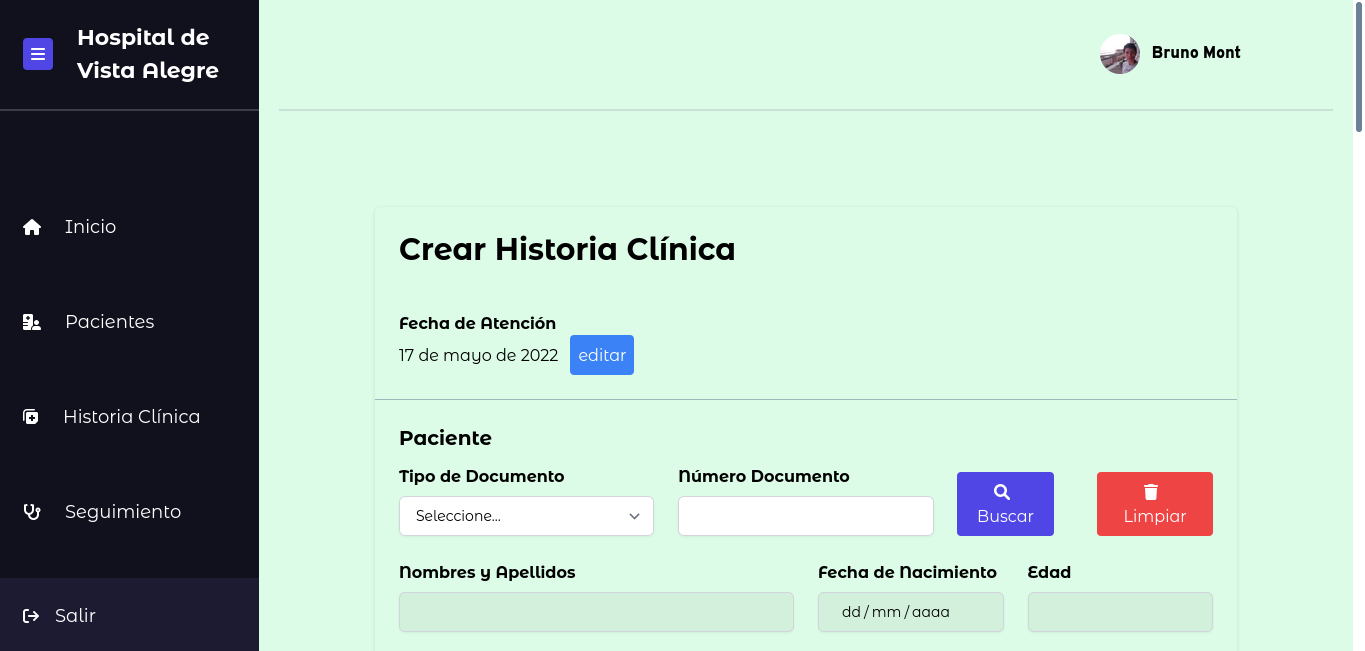 Hospital de
Vista Alegre
Bruno Mont
Inicio
Pacientes
Historia Clínica
Seguimiento
Salir
Crear Historia Clínica
Fecha de Atención
17 de mayo de 2022 editar
Paciente
Tipo de Documento Número Documento
Seleccione... Buscar Limpiar
Nombres y Apellidos Fecha de Nacimiento Edad
dd / mm / aaaa